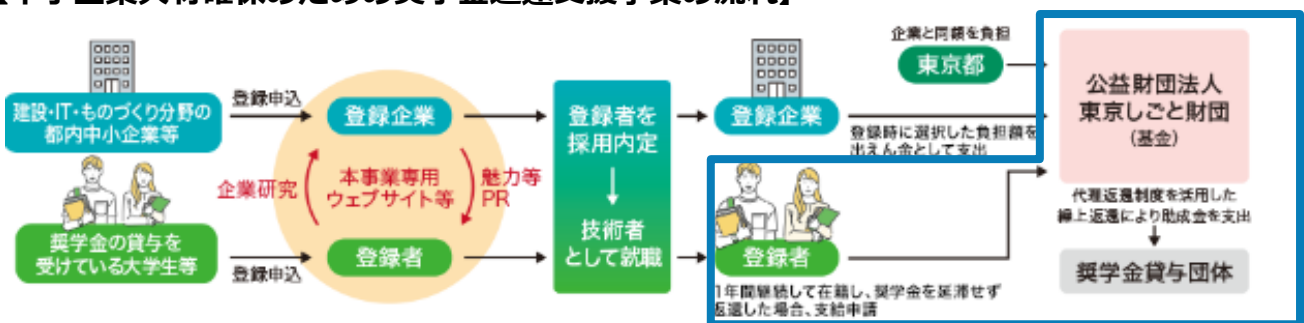 建設・IT・ものづくり分野の
都内中小企業等
奨学金の貸与を
受けている大学生等
登録申込
登録申込
登録企業
企業研究
本事業専用
ウェブサイト等
魅力等
PR
登録者
登録者を
採用内定
技術者
として就職
登録企業
登録者
企業と同額を負担
東京都
登録時に選択した負担額を
出えん金として支出
1年間継続して在籍し、奨学金を延滞せず
返還した場合、支給申請
公益財団法人
東京しごと財団
(基金)
代理返還制度を活用した
繰上返還により助成金を支出
奨学金貸与団体